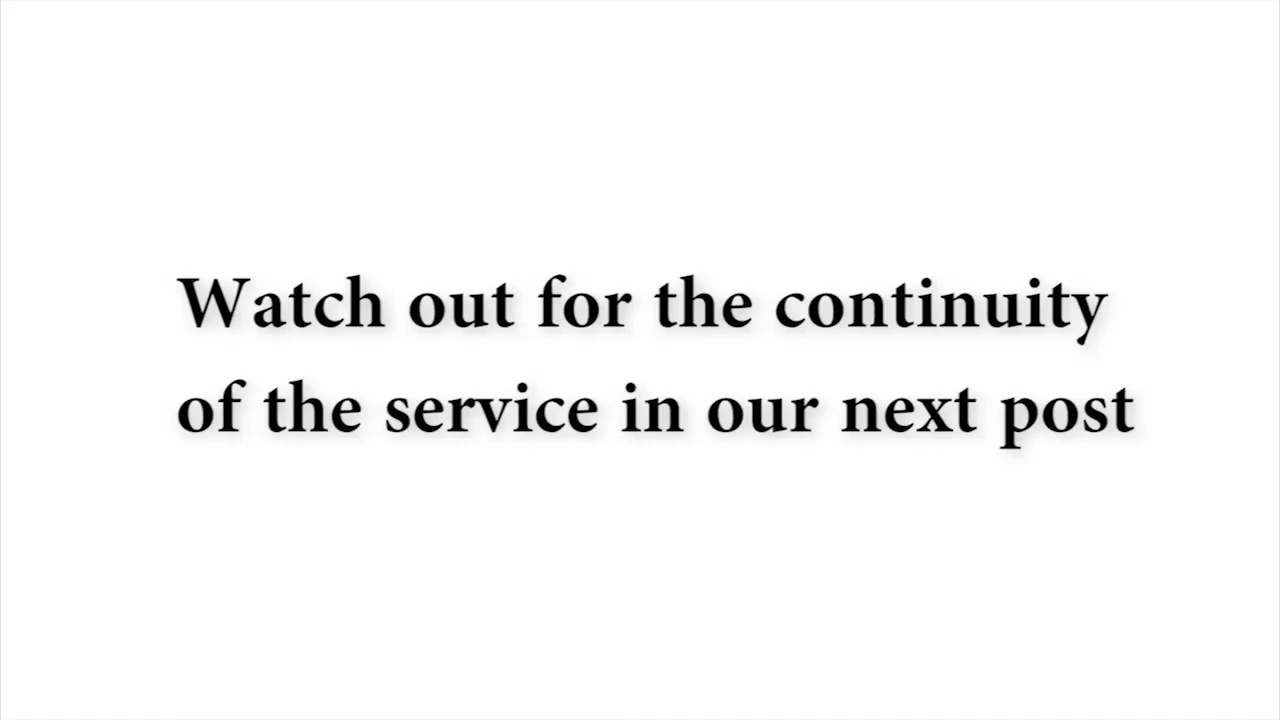 Watch out for the continuity
of the service in our next post